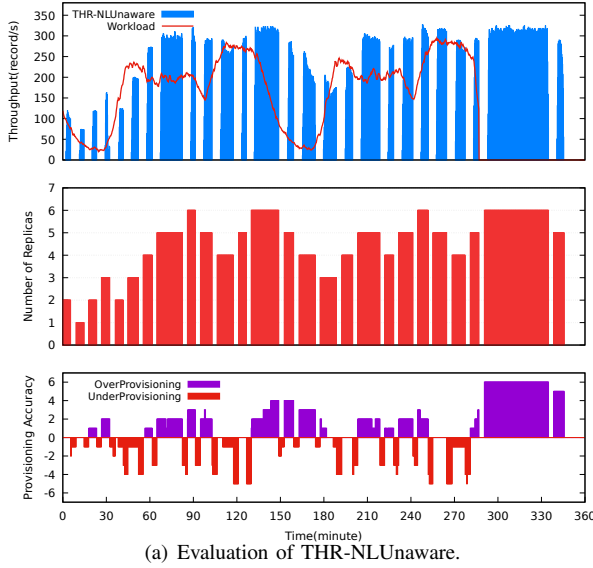 350
300
250
200
150
100
50
0
Throughput(record/s)
THR-NLUnaware
Workload
7
6
5
4
3
2
1
0
Number of Replicas
6
4
2
0
-2
-4
-6
Provisioning Accuracy
OverProvisioning
UnderProvisioning
0 30 60 90 120 150 180 210 240 270 300 330 360
Time(minute)
(a) Evaluation of THR-NLUnaware.